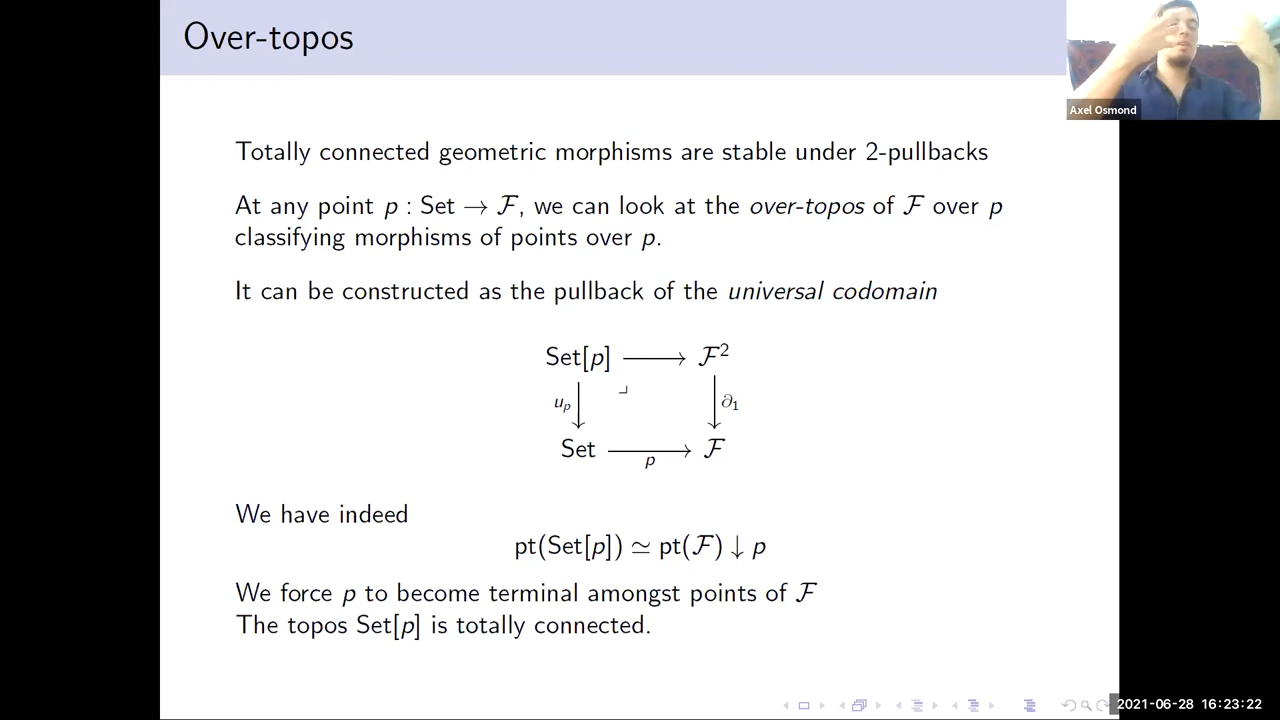 Over-topos
Axel Osmond
Totally connected geometric morphisms are stable under 2-pullbacks
At any point p : Set → ℱ, we can look at the over-topos of ℱ over p
classifying morphisms of points over p.
It can be constructed as the pullback of the universal codomain
Set[p] ⟶ ℱ²
u_p ∂₁
Set ⟶ ℱ
p
We have indeed
pt(Set[p]) ≃ pt(ℱ) ↓ p
We force p to become terminal amongst points of ℱ
The topos Set[p] is totally connected.
2021-06-28 16:23:22